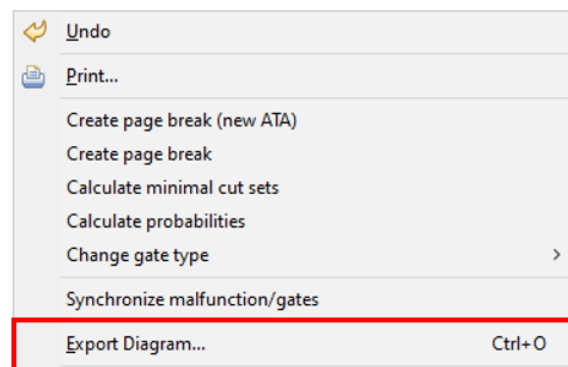 Undo
Print...
Create page break (new ATA)
Create page break
Calculate minimal cut sets
Calculate probabilities
Change gate type
Synchronize malfunction/gates
Export Diagram... Ctrl+O